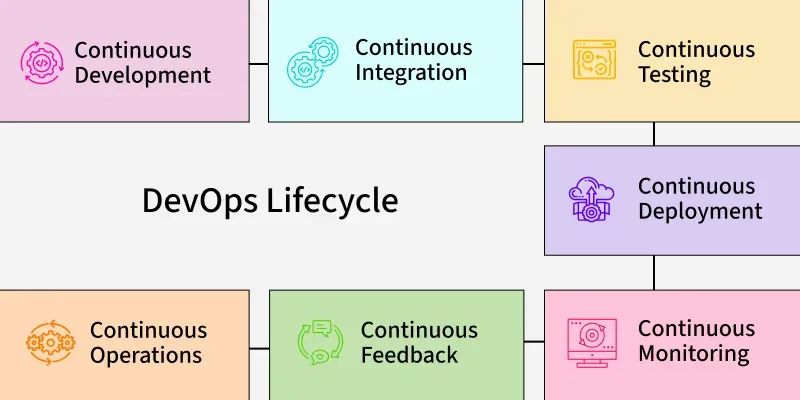 Continuous
Development
Continuous
Integration
Continuous
Testing
DevOps Lifecycle
Continuous
Deployment
Continuous
Operations
Continuous
Feedback
Continuous
Monitoring